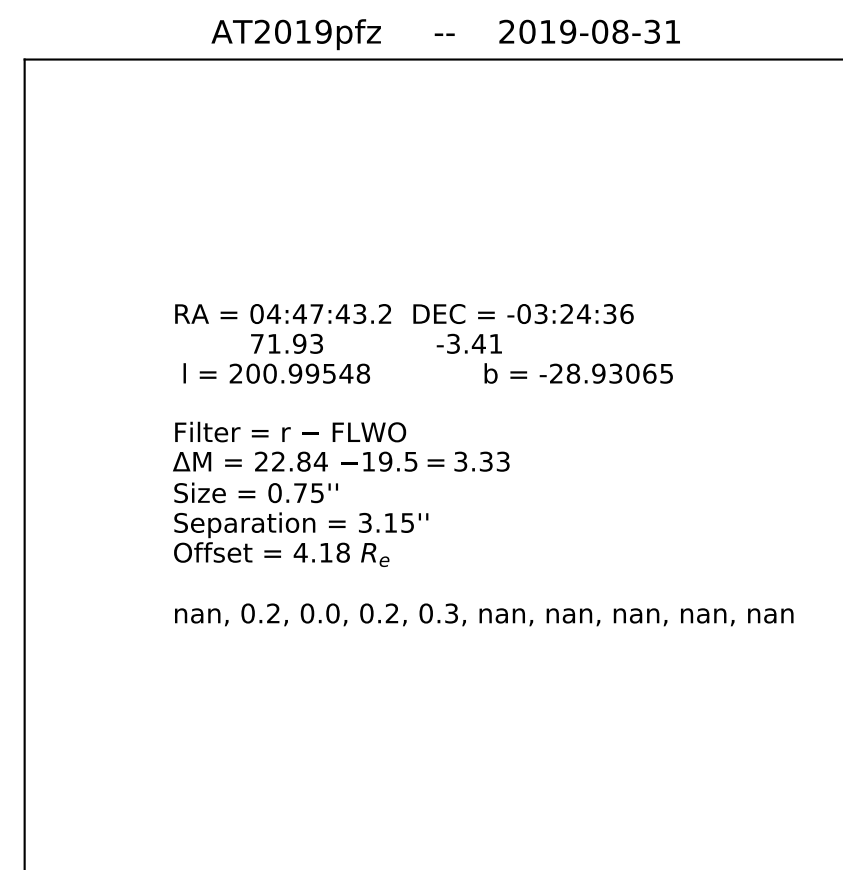 AT2019pfz -- 2019-08-31
RA = 04:47:43.2 DEC = -03:24:36
71.93 -3.41
l = 200.99548 b = -28.93065
Filter = r − FLWO
ΔM = 22.84 −19.5 = 3.33
Size = 0.75''
Separation = 3.15''
Offset = 4.18 Rₑ
nan, 0.2, 0.0, 0.2, 0.3, nan, nan, nan, nan, nan